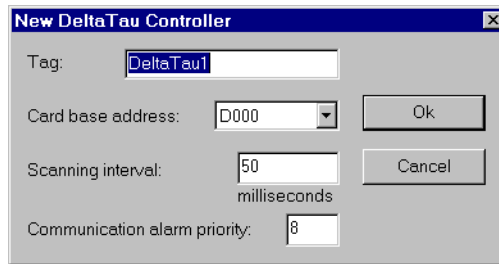 New DeltaTau Controller
Tag: DeltaTau1
Card base address: D000 Ok
Scanning interval: 50 Cancel
milliseconds
Communication alarm priority: 8